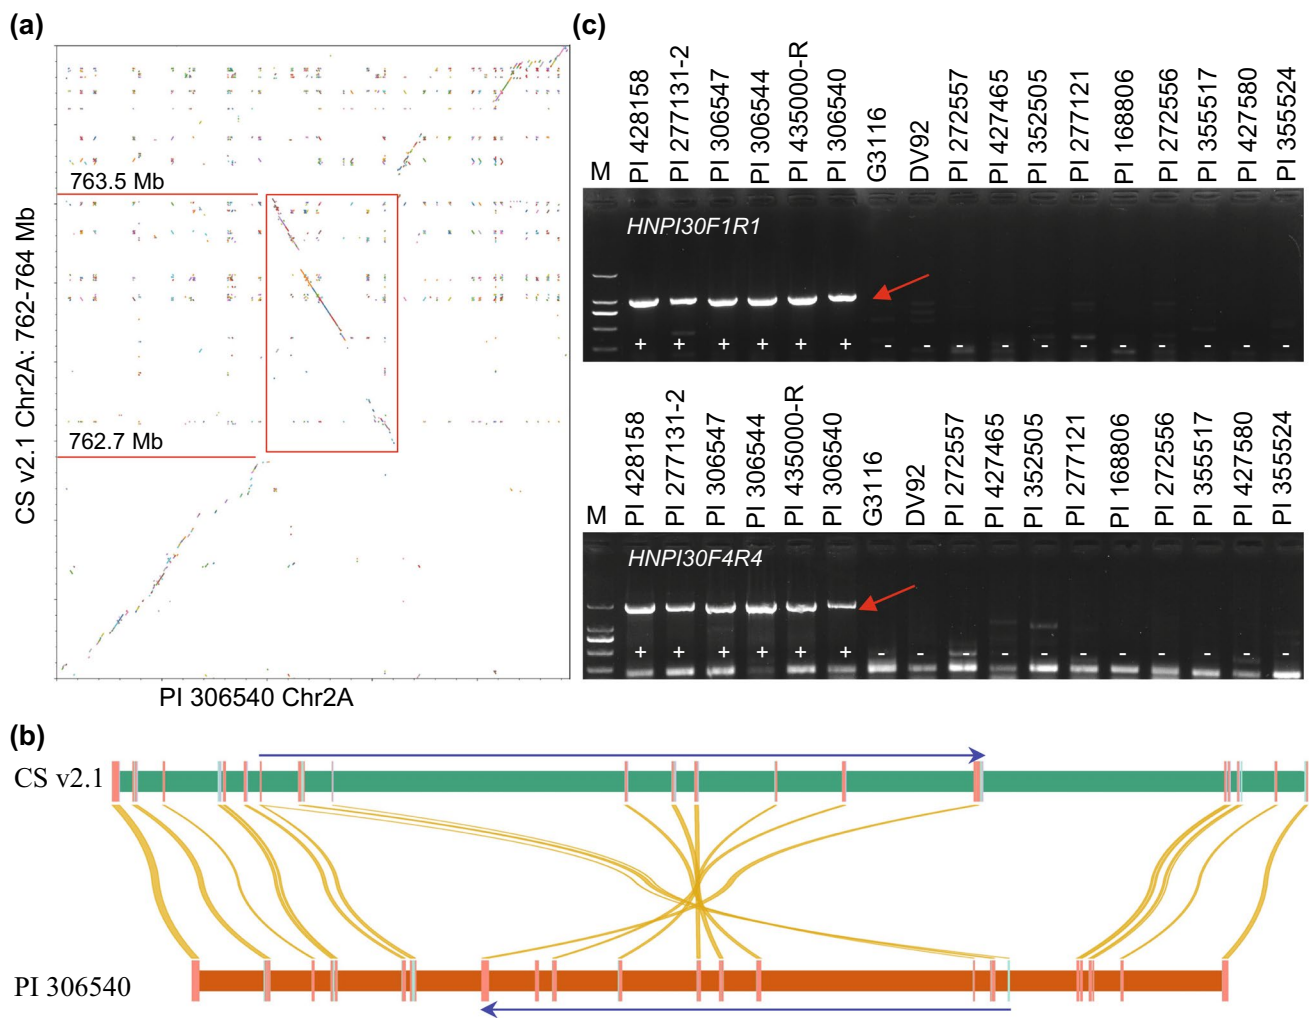 (a)
763.5 Mb
762.7 Mb
CS v2.1 Chr2A: 762-764 Mb
PI 306540 Chr2A
(c)
M PI 428158 PI 277131-2 PI 306547 PI 306544 PI 435000-R PI 306540 G3116 DV92 PI 272557 PI 427465 PI 352505 PI 277121 PI 168806 PI 272556 PI 355517 PI 427580 PI 355524
HNPI30F1R1
+ + + + + + - - - - - - - - - - -
M PI 428158 PI 277131-2 PI 306547 PI 306544 PI 435000-R PI 306540 G3116 DV92 PI 272557 PI 427465 PI 352505 PI 277121 PI 168806 PI 272556 PI 355517 PI 427580 PI 355524
HNPI30F4R4
+ + + + + + - - - - - - - - - - -
(b)
CS v2.1
PI 306540